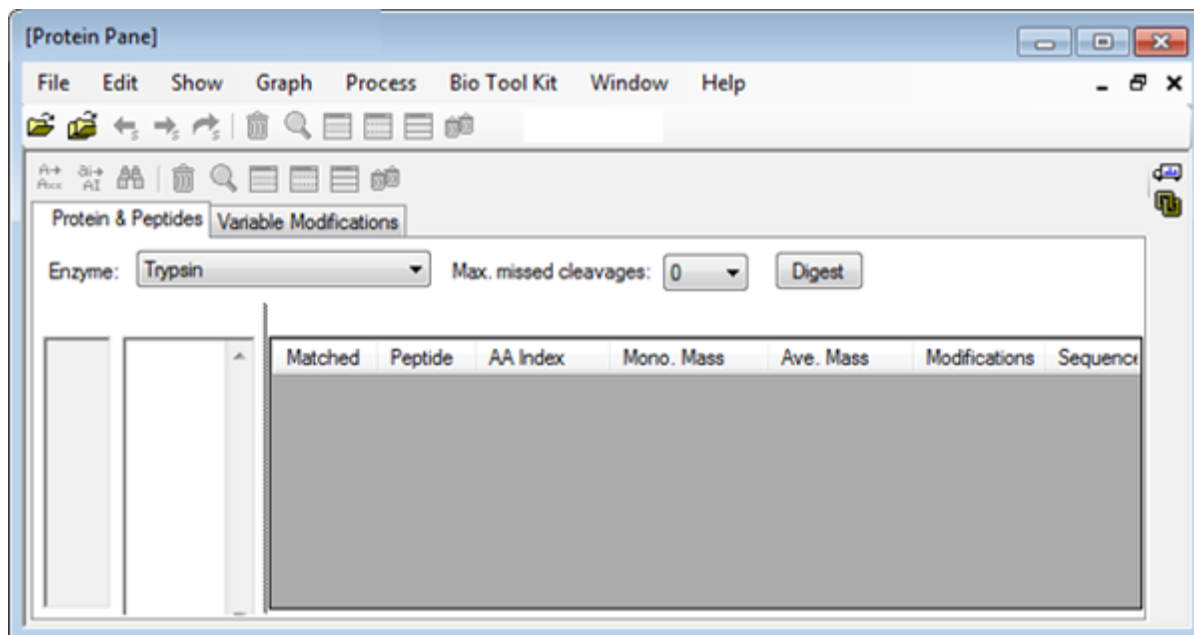 [Protein Pane]
File Edit Show Graph Process Bio Tool Kit Window Help
Protein & Peptides Variable Modifications
Enzyme: Trypsin Max. missed cleavages: 0 Digest
Matched Peptide AA Index Mono. Mass Ave. Mass Modifications Sequence